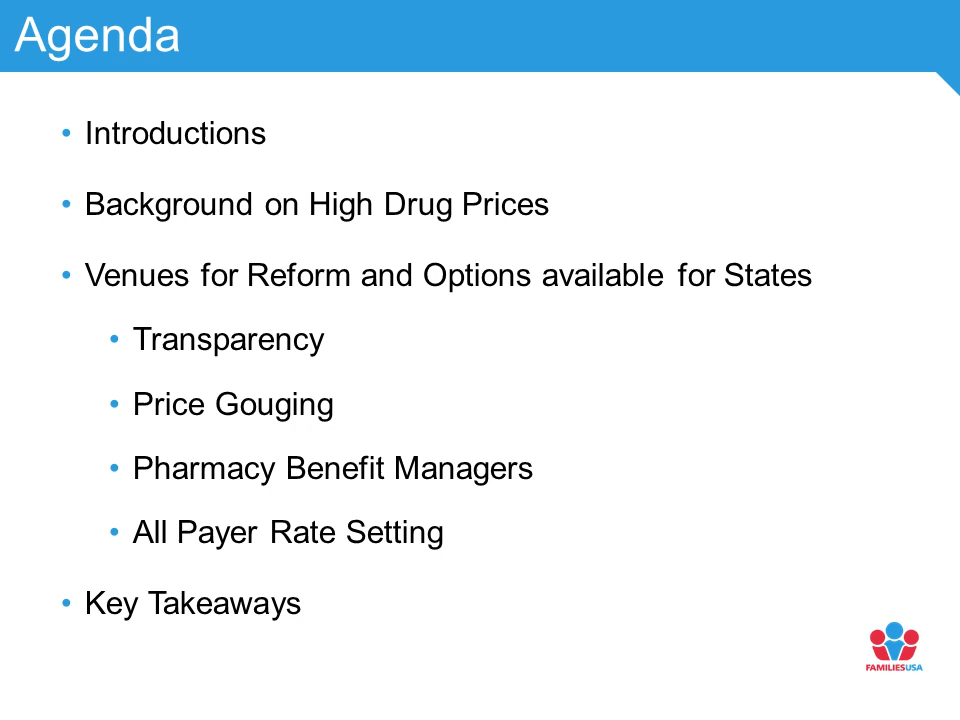 Agenda
• Introductions
• Background on High Drug Prices
• Venues for Reform and Options available for States
• Transparency
• Price Gouging
• Pharmacy Benefit Managers
• All Payer Rate Setting
• Key Takeaways
FAMILIESUSA